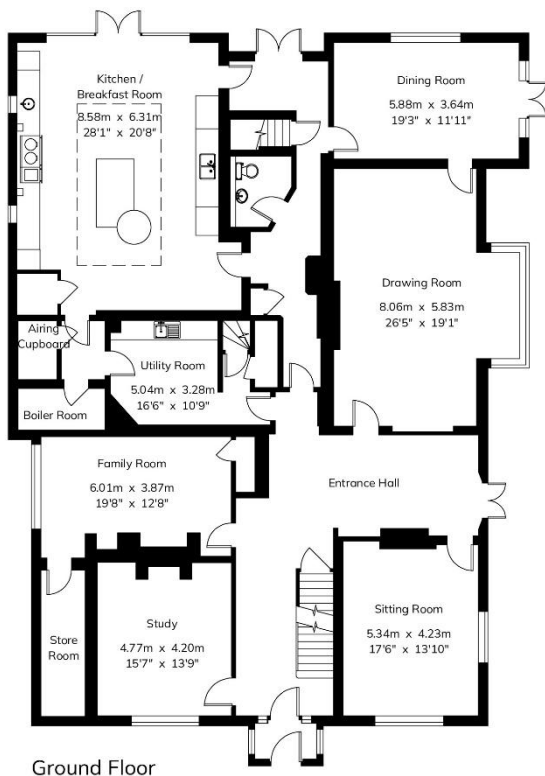 Kitchen /
Breakfast Room
8.58m x 6.31m
28'1" x 20'8"
Dining Room
5.88m x 3.64m
19'3" x 11'11"
Drawing Room
8.06m x 5.83m
26'5" x 19'1"
Airing
Cupboard
Utility Room
5.04m x 3.28m
16'6" x 10'9"
Boiler Room
Family Room
6.01m x 3.87m
19'8" x 12'8"
Entrance Hall
Study
4.77m x 4.20m
15'7" x 13'9"
Store
Room
Sitting Room
5.34m x 4.23m
17'6" x 13'10"
Ground Floor